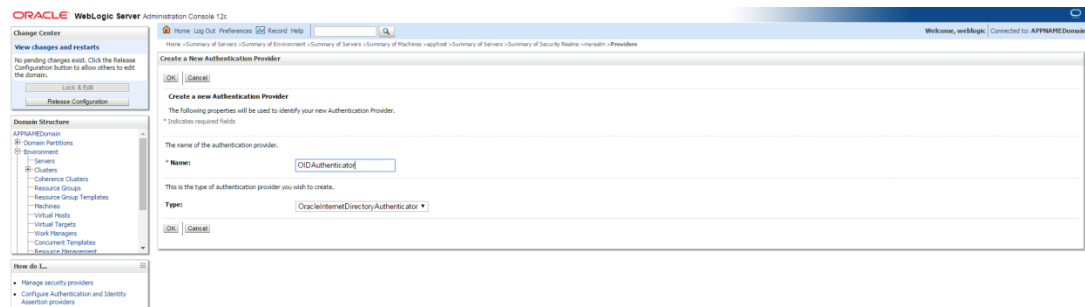 ORACLE WebLogic Server Administration Console 12c
Change Center
View changes and restarts
No pending changes exist. Click the Release
Configuration button to allow others to edit
the domain.
Lock & Edit
Release Configuration
Domain Structure
APPNAMEDomain
Domain Partitions
Environment
Servers
Clusters
Coherence Clusters
Resource Groups
Resource Group Templates
Machines
Virtual Hosts
Virtual Targets
Work Managers
Concurrent Templates
Resource Management
How do I...
Manage security providers
Configure Authentication and Identity
Assertion providers
Home Log Out Preferences Record Help
Welcome, weblogic Connected to: APPNAMEDomain
Home >Summary of Servers >Summary of Environment >Summary of Servers >Summary of Machines >apphost >Summary of Servers >Summary of Security Realms >myrealm >Providers
Create a New Authentication Provider
OK Cancel
Create a new Authentication Provider
The following properties will be used to identify your new Authentication Provider.
* Indicates required fields
The name of the authentication provider.
* Name: OIDAuthenticator
This is the type of authentication provider you wish to create.
Type: OracleInternetDirectoryAuthenticator
OK Cancel